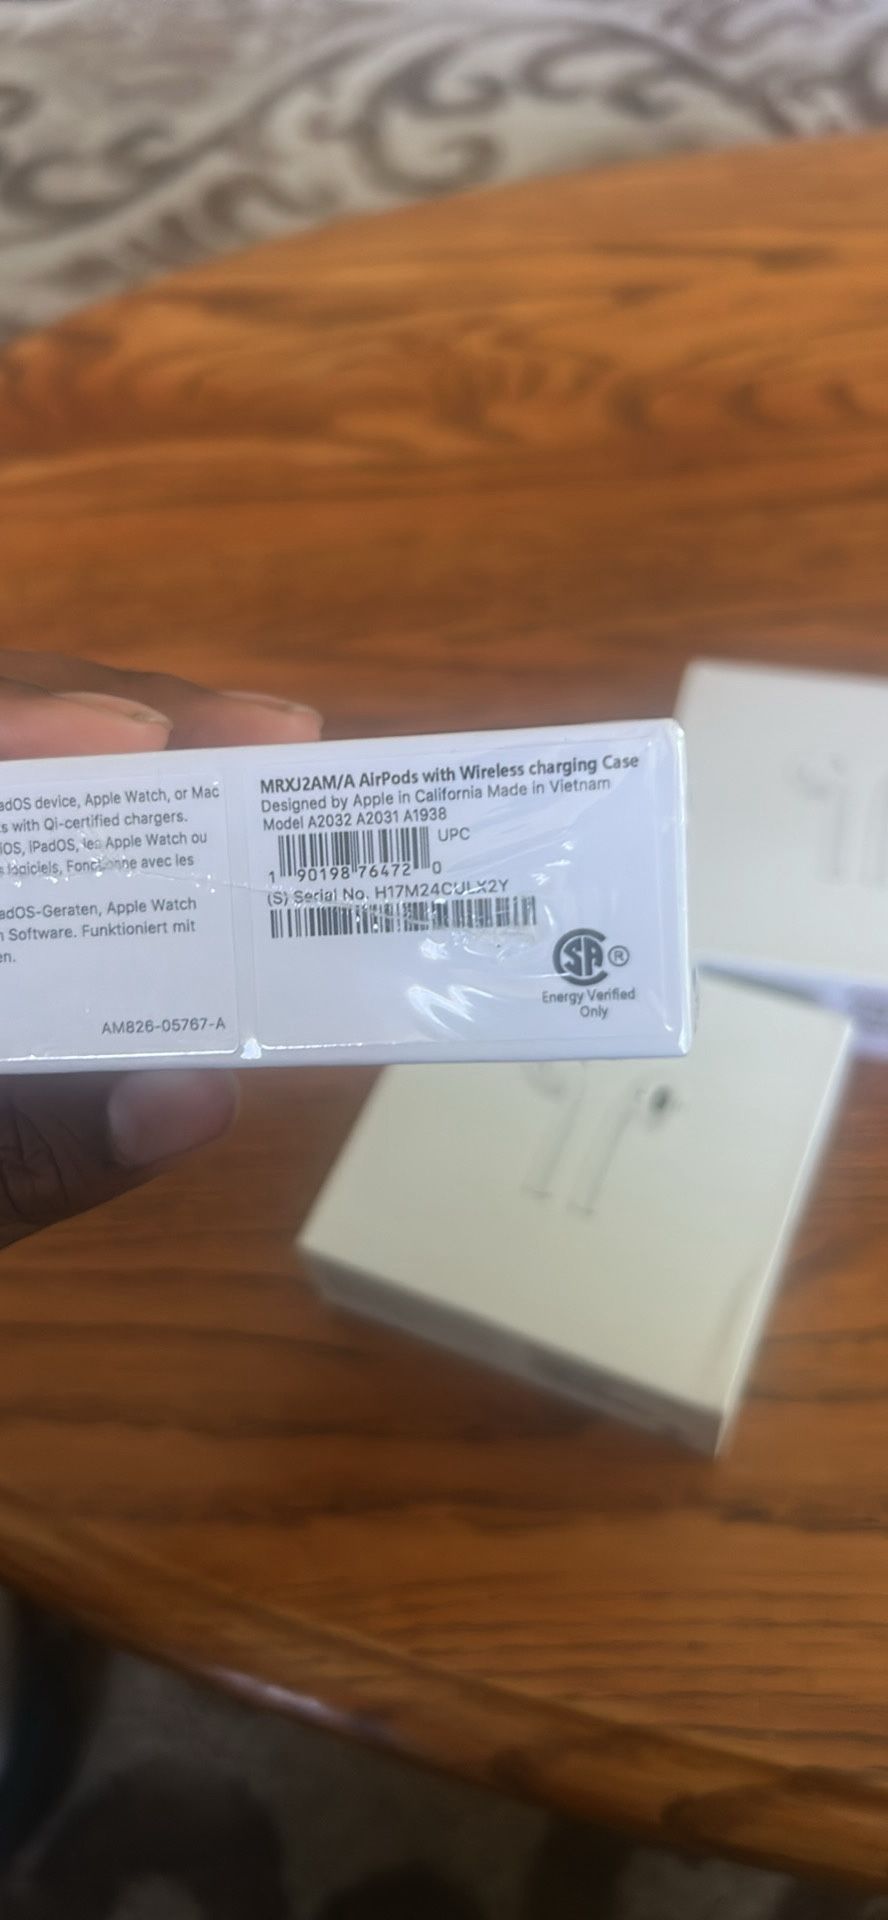 adOS device, Apple Watch, or Mac
s with Qi-certified chargers.
iOS, iPadOS, les Apple Watch ou
logiciels, Fonctionne avec les
adOS-Geraten, Apple Watch
n Software. Funktioniert mit
en.
AM826-05767-A
MRXJ2AM/A AirPods with Wireless charging Case
Designed by Apple in California Made in Vietnam
Model A2032 A2031 A1938
UPC
1 90198 76472 0
(S) Serial No. H17M24CULX2Y
SA ®
Energy Verified
Only